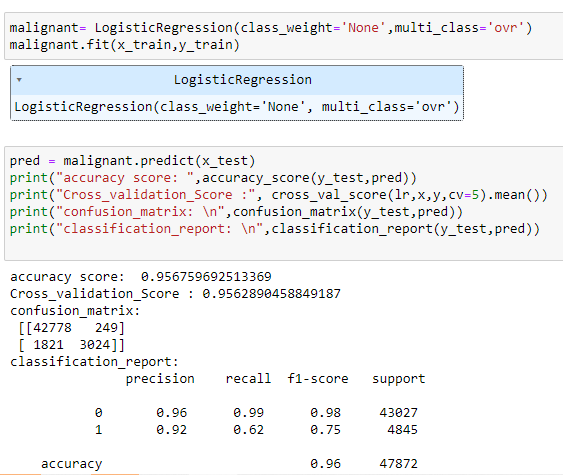 malignant= LogisticRegression(class_weight='None',multi_class='ovr')
malignant.fit(x_train,y_train)
LogisticRegression
LogisticRegression(class_weight='None', multi_class='ovr')
pred = malignant.predict(x_test)
print("accuracy score: ",accuracy_score(y_test,pred))
print("Cross_validation_Score :", cross_val_score(lr,x,y,cv=5).mean())
print("confusion_matrix: \n",confusion_matrix(y_test,pred))
print("classification_report: \n",classification_report(y_test,pred))
accuracy score:  0.956759692513369
Cross_validation_Score : 0.9562890458849187
confusion_matrix:
[[42778   249]
[ 1821  3024]]
classification_report:
precision    recall  f1-score   support
0       0.96      0.99      0.98     43027
1       0.92      0.62      0.75      4845
accuracy                           0.96     47872